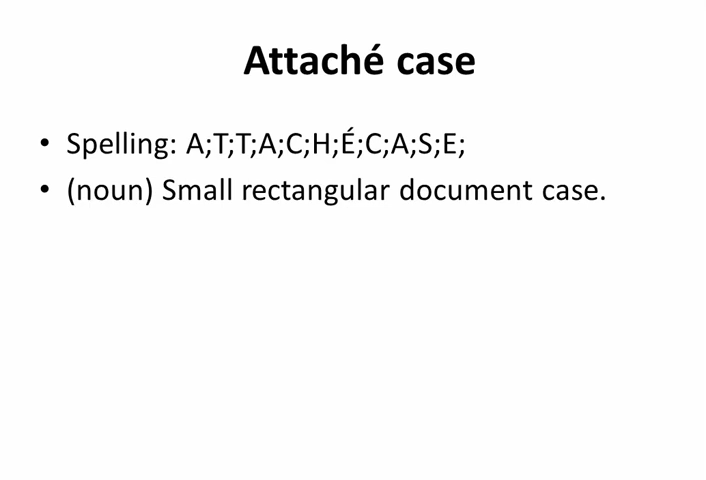 Attaché case
• Spelling: A;T;T;A;C;H;É;C;A;S;E;
• (noun) Small rectangular document case.